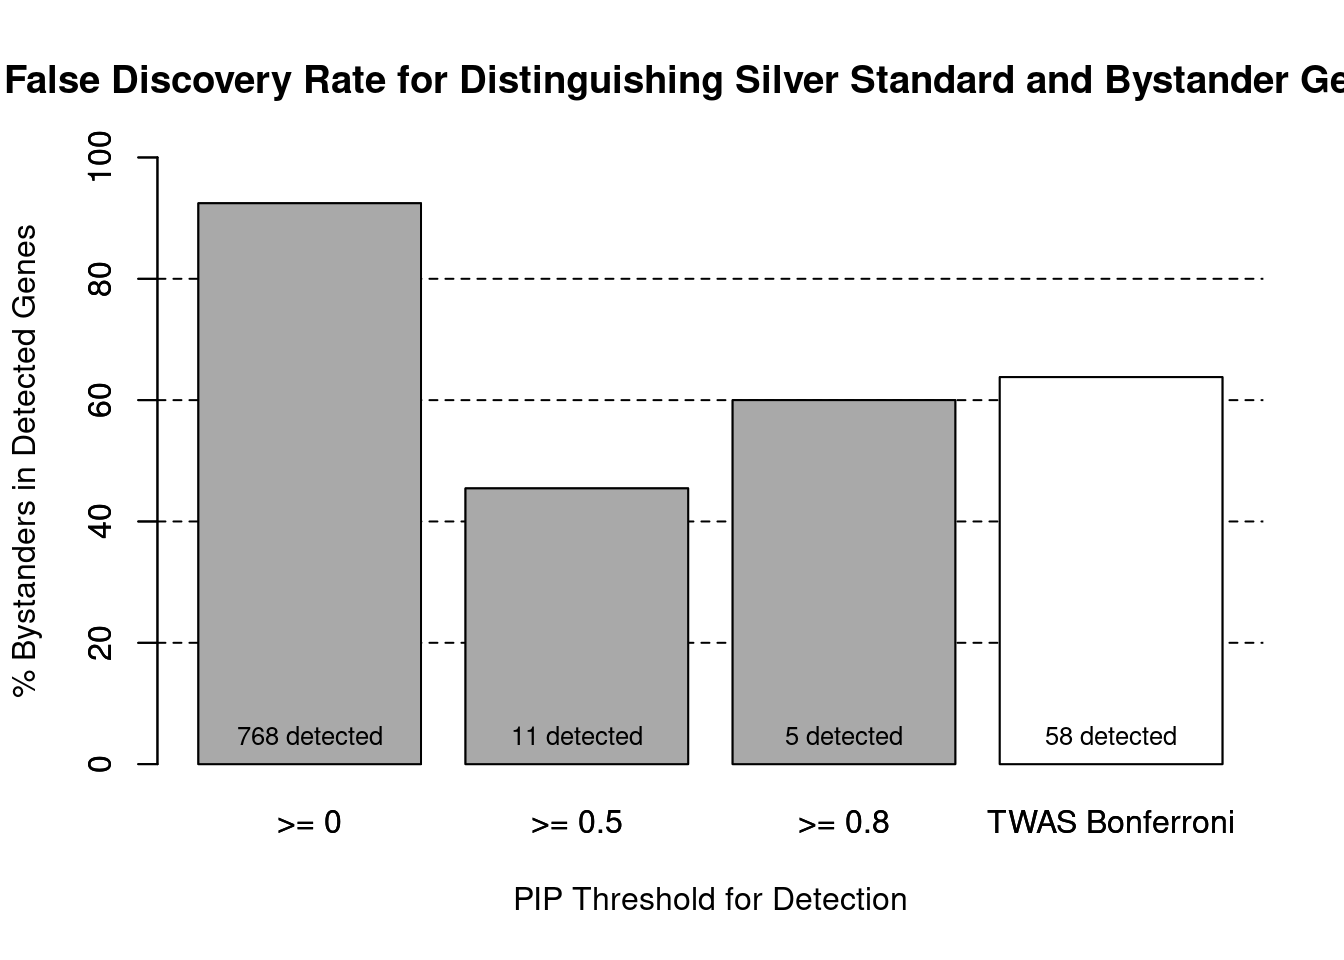 False Discovery Rate for Distinguishing Silver Standard and Bystander Ge
% Bystanders in Detected Genes
100
80
60
40
20
0
768 detected
11 detected
5 detected
58 detected
>= 0
>= 0.5
>= 0.8
TWAS Bonferroni
PIP Threshold for Detection